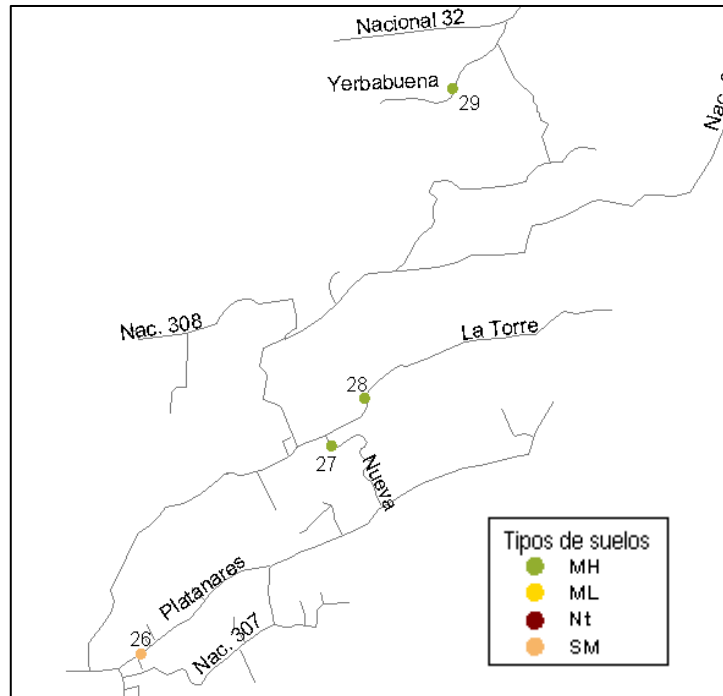 Nacional 32
Yerbabuena
29
Nac.
Nac. 308
La Torre
28
27
Nueva
Platanares
26
Nac. 307
Tipos de suelos
MH
ML
Nt
SM